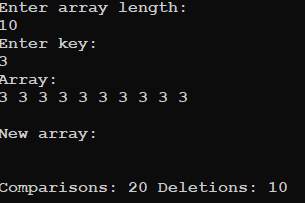 Enter array length:
10
Enter key:
3
Array:
3 3 3 3 3 3 3 3 3 3
New array:
Comparisons: 20 Deletions: 10